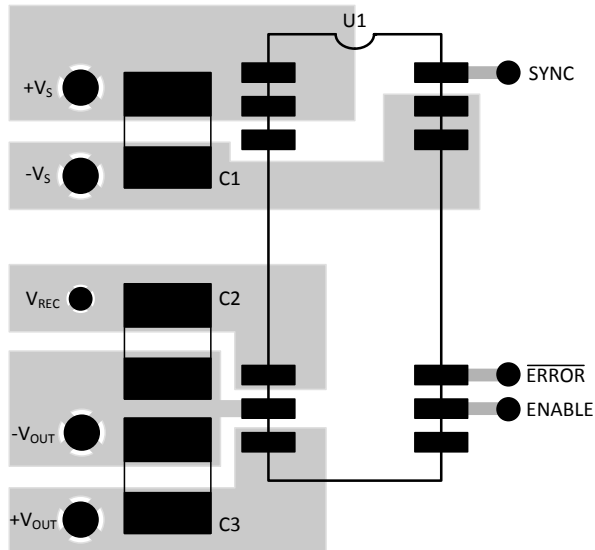 U1
+VS
SYNC
-VS
C1
VREC
C2
ERROR
ENABLE
-VOUT
+VOUT
C3